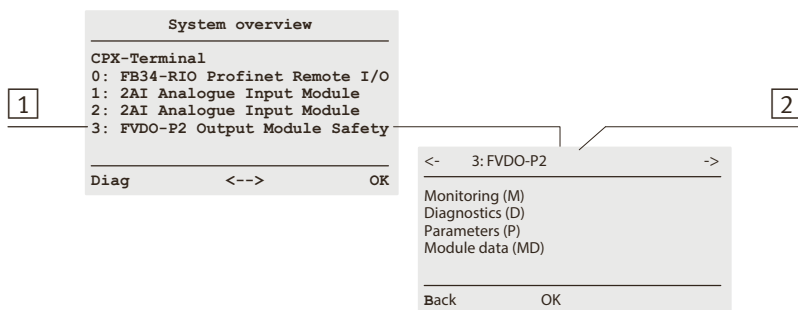 System overview
CPX-Terminal
0: FB34-RIO Profinet Remote I/O
1: 2AI Analogue Input Module
2: 2AI Analogue Input Module
3: FVDO-P2 Output Module Safety
Diag <--> OK
1
2
<- 3: FVDO-P2 ->
Monitoring (M)
Diagnostics (D)
Parameters (P)
Module data (MD)
Back OK